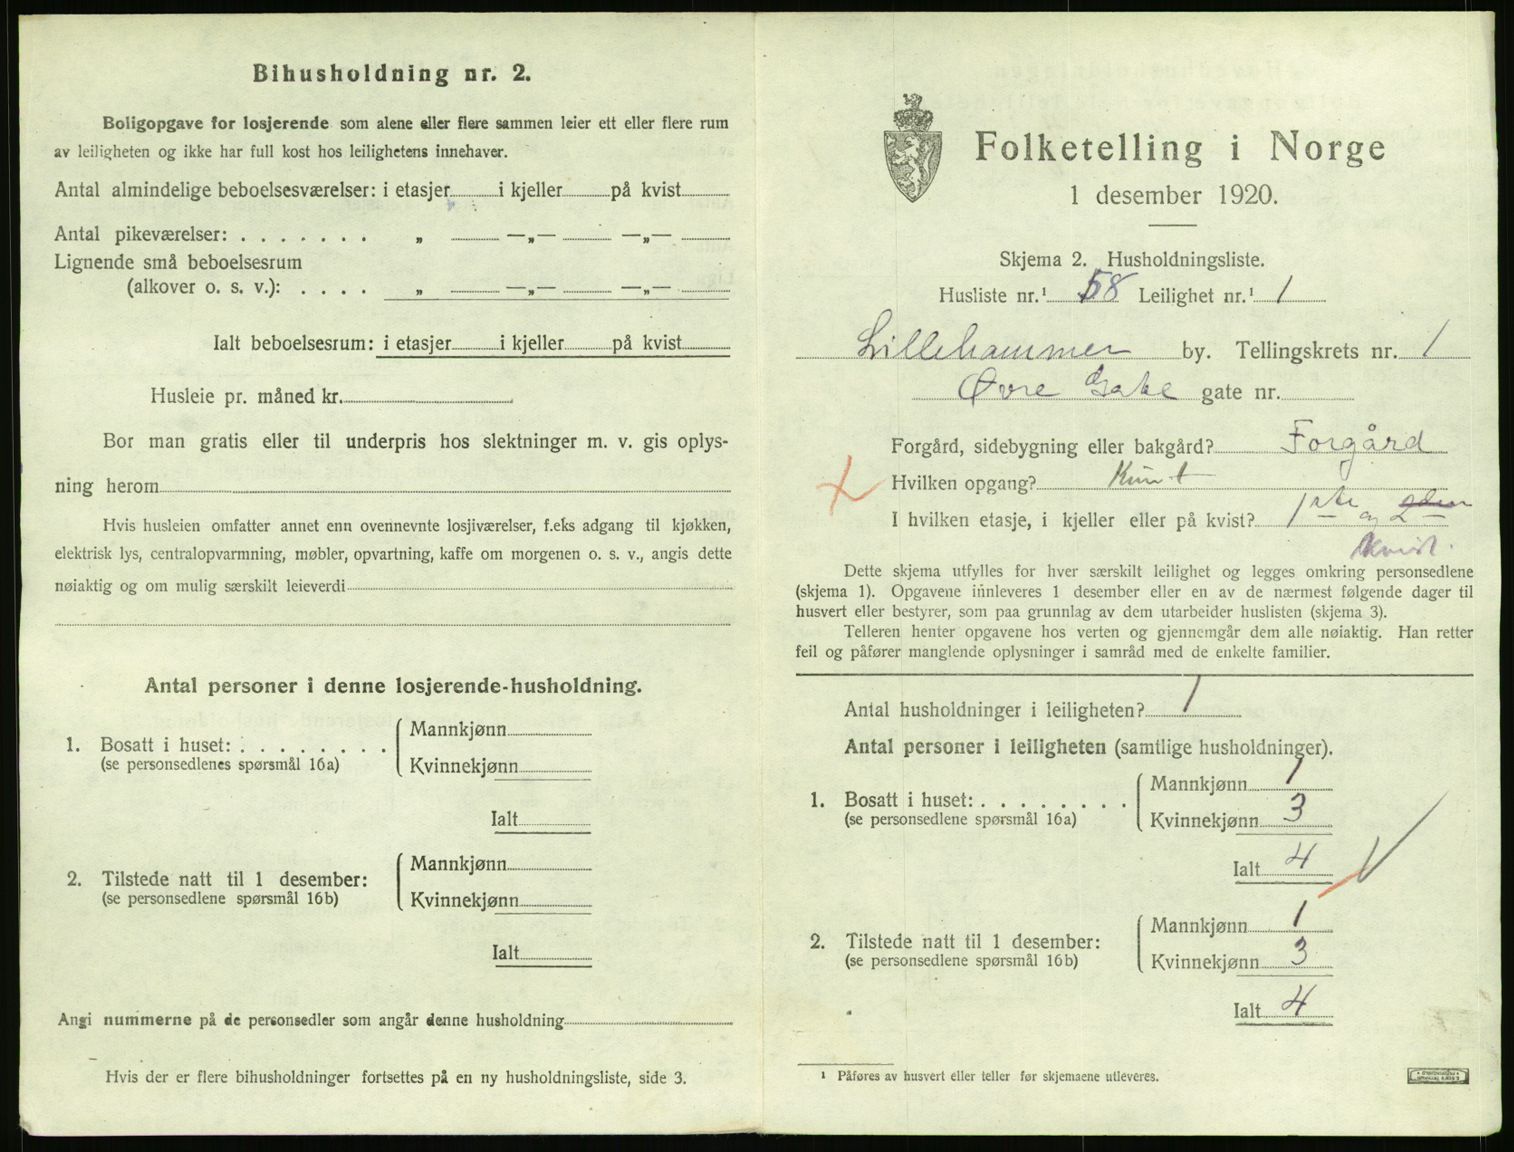 Bihusholdning nr. 2.
Boligopgave for losjerende som alene eller flere sammen leier ett eller flere rum
av leiligheten og ikke har full kost hos leilighetens innehaver.
Antal almindelige beboelsesværelser: i etasjer i kjeller på kvist
Antal pikeværelser: . . . . . . . „ —„— —„—
Lignende små beboelsesrum
(alkover o. s. v.): . . . . „ —„— —„—
Ialt beboelsesrum: i etasjer i kjeller på kvist
Husleie pr. måned kr.
Bor man gratis eller til underpris hos slektninger m. v. gis oplys-
ning herom
Hvis husleien omfatter annet enn ovennevnte losjiværelser, f.eks adgang til kjøkken,
elektrisk lys, centralopvarmning, møbler, opvartning, kaffe om morgenen o. s. v., angis dette
nøiaktig og om mulig særskilt leieverdi
Antal personer i denne losjerende-husholdning.
1. Bosatt i huset: . . . . . . . .
(se personsedlenes spørsmål 16a)
Mannkjønn
Kvinnekjønn
Ialt
2. Tilstede natt til 1 desember:
(se personsedlene spørsmål 16b)
Mannkjønn
Kvinnekjønn
Ialt
Angi nummerne på de personsedler som angår denne husholdning
Hvis der er flere bihusholdninger fortsettes på en ny husholdningsliste, side 3.
Folketelling i Norge
1 desember 1920.
Skjema 2. Husholdningsliste.
Husliste nr.¹ 58 Leilighet nr.¹ 1
Lillehammer by. Tellingskrets nr. 1
Øvre Gate gate nr.
Forgård, sidebygning eller bakgård? Forgård
Hvilken opgang?
I hvilken etasje, i kjeller eller på kvist? 1ste og 2den
kvist.
Dette skjema utfylles for hver særskilt leilighet og legges omkring personsedlene
(skjema 1). Opgavene innleveres 1 desember eller en av de nærmest følgende dager til
husvert eller bestyrer, som paa grunnlag av dem utarbeider huslisten (skjema 3).
Telleren henter opgavene hos verten og gjennemgår dem alle nøiaktig. Han retter
feil og påfører manglende oplysninger i samråd med de enkelte familier.
Antal husholdninger i leiligheten? 1
Antal personer i leiligheten (samtlige husholdninger).
1. Bosatt i huset: . . . . . . . .
(se personsedlene spørsmål 16a)
Mannkjønn 1
Kvinnekjønn 3
Ialt 4
2. Tilstede natt til 1 desember:
(se personsedlene spørsmål 16b)
Mannkjønn 1
Kvinnekjønn 3
Ialt 4
¹ Påføres av husvert eller teller før skjemaene utleveres.